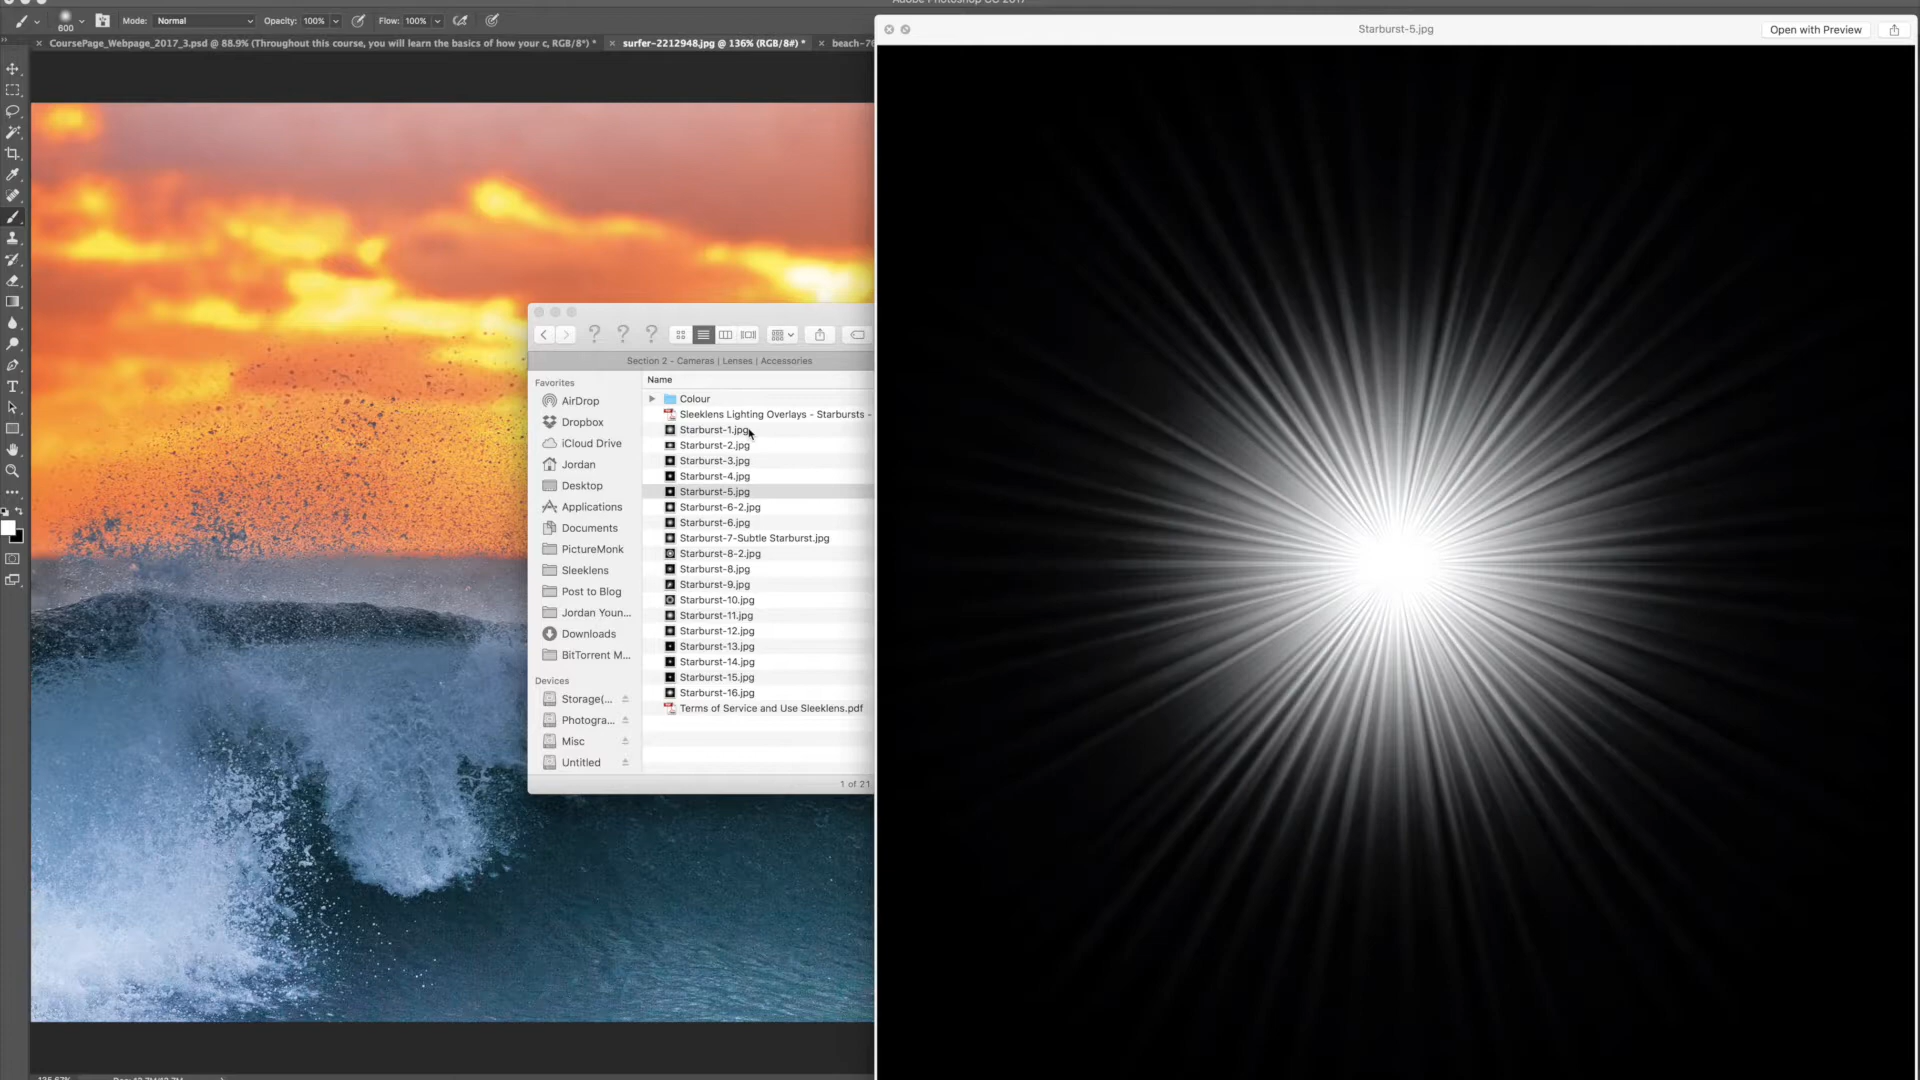 Adobe Photoshop CC 2017
600
Mode: Normal
Opacity: 100%
Flow: 100%
CoursePage_Webpage_2017_3.psd @ 88.9% (Throughout this course, you will learn the basics of how your c, RGB/8*) *
surfer-2212948.jpg @ 136% (RGB/8#) *
Starburst-5.jpg
Open with Preview
Section 2 - Cameras | Lenses | Accessories
Favorites
AirDrop
Dropbox
iCloud Drive
Jordan
Desktop
Applications
Documents
PictureMonk
Sleeklens
Post to Blog
Jordan Youn...
Downloads
BitTorrent M...
Devices
Storage(...
Photogra...
Misc
Untitled
Name
Colour
Sleeklens Lighting Overlays - Starbursts -
Starburst-1.jpg
Starburst-2.jpg
Starburst-3.jpg
Starburst-4.jpg
Starburst-5.jpg
Starburst-6-2.jpg
Starburst-6.jpg
Starburst-7-Subtle Starburst.jpg
Starburst-8-2.jpg
Starburst-8.jpg
Starburst-9.jpg
Starburst-10.jpg
Starburst-11.jpg
Starburst-12.jpg
Starburst-13.jpg
Starburst-14.jpg
Starburst-15.jpg
Starburst-16.jpg
Terms of Service and Use Sleeklens.pdf
1 of 21